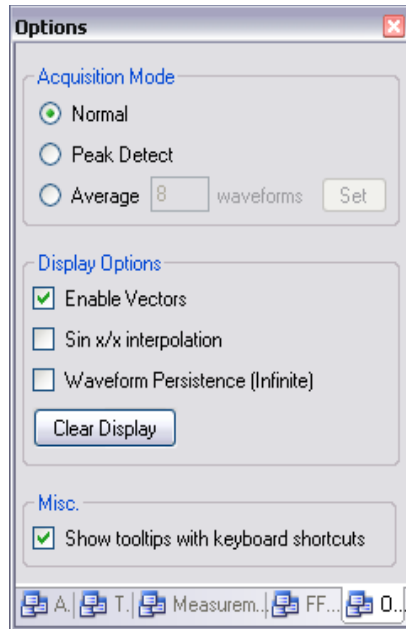 Options
Acquisition Mode
Normal
Peak Detect
Average 8 waveforms Set
Display Options
Enable Vectors
Sin x/x interpolation
Waveform Persistence (Infinite)
Clear Display
Misc.
Show tooltips with keyboard shortcuts
A. T. Measurem... FF... O...